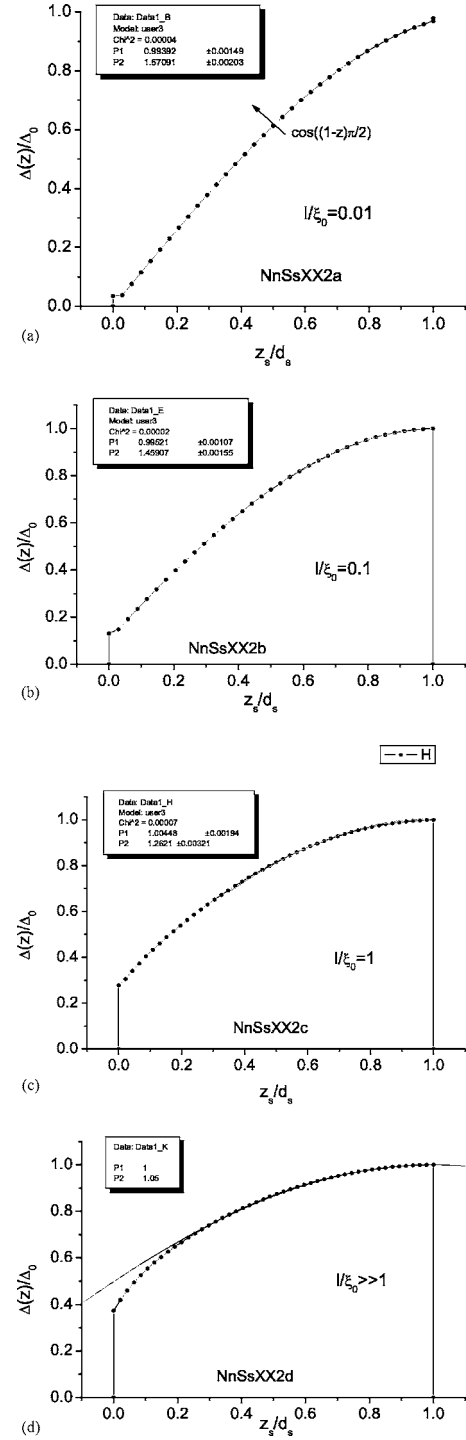 Data: Data1_B
Model: user3
Chi^2 = 0.00004
P1 0.99392 ±0.00149
P2 1.57091 ±0.00203
1.0
0.8
0.6
0.4
0.2
0.0
Δ(z)/Δ0
cos((1-z)π/2)
l/ξ0=0.01
NnSsXX2a
0.0 0.2 0.4 0.6 0.8 1.0
(a)
zs/ds
Data: Data1_E
Model: user3
Chi^2 = 0.00002
P1 0.99521 ±0.00107
P2 1.45907 ±0.00155
1.0
0.8
0.6
0.4
0.2
0.0
Δ(z)/Δ0
l/ξ0=0.1
NnSsXX2b
0.0 0.2 0.4 0.6 0.8 1.0
(b)
zs/ds
H
Data: Data1_H
Model: user3
Chi^2 = 0.00007
P1 1.00448 ±0.00194
P2 1.2621 ±0.00321
1.0
0.8
0.6
0.4
0.2
0.0
Δ(z)/Δ0
l/ξ0=1
NnSsXX2c
0.0 0.2 0.4 0.6 0.8 1.0
(c)
zs/ds
Data: Data1_K
P1 1
P2 1.05
1.0
0.8
0.6
0.4
0.2
0.0
Δ(z)/Δ0
l/ξ0>>1
NnSsXX2d
0.0 0.2 0.4 0.6 0.8 1.0
(d)
zs/ds